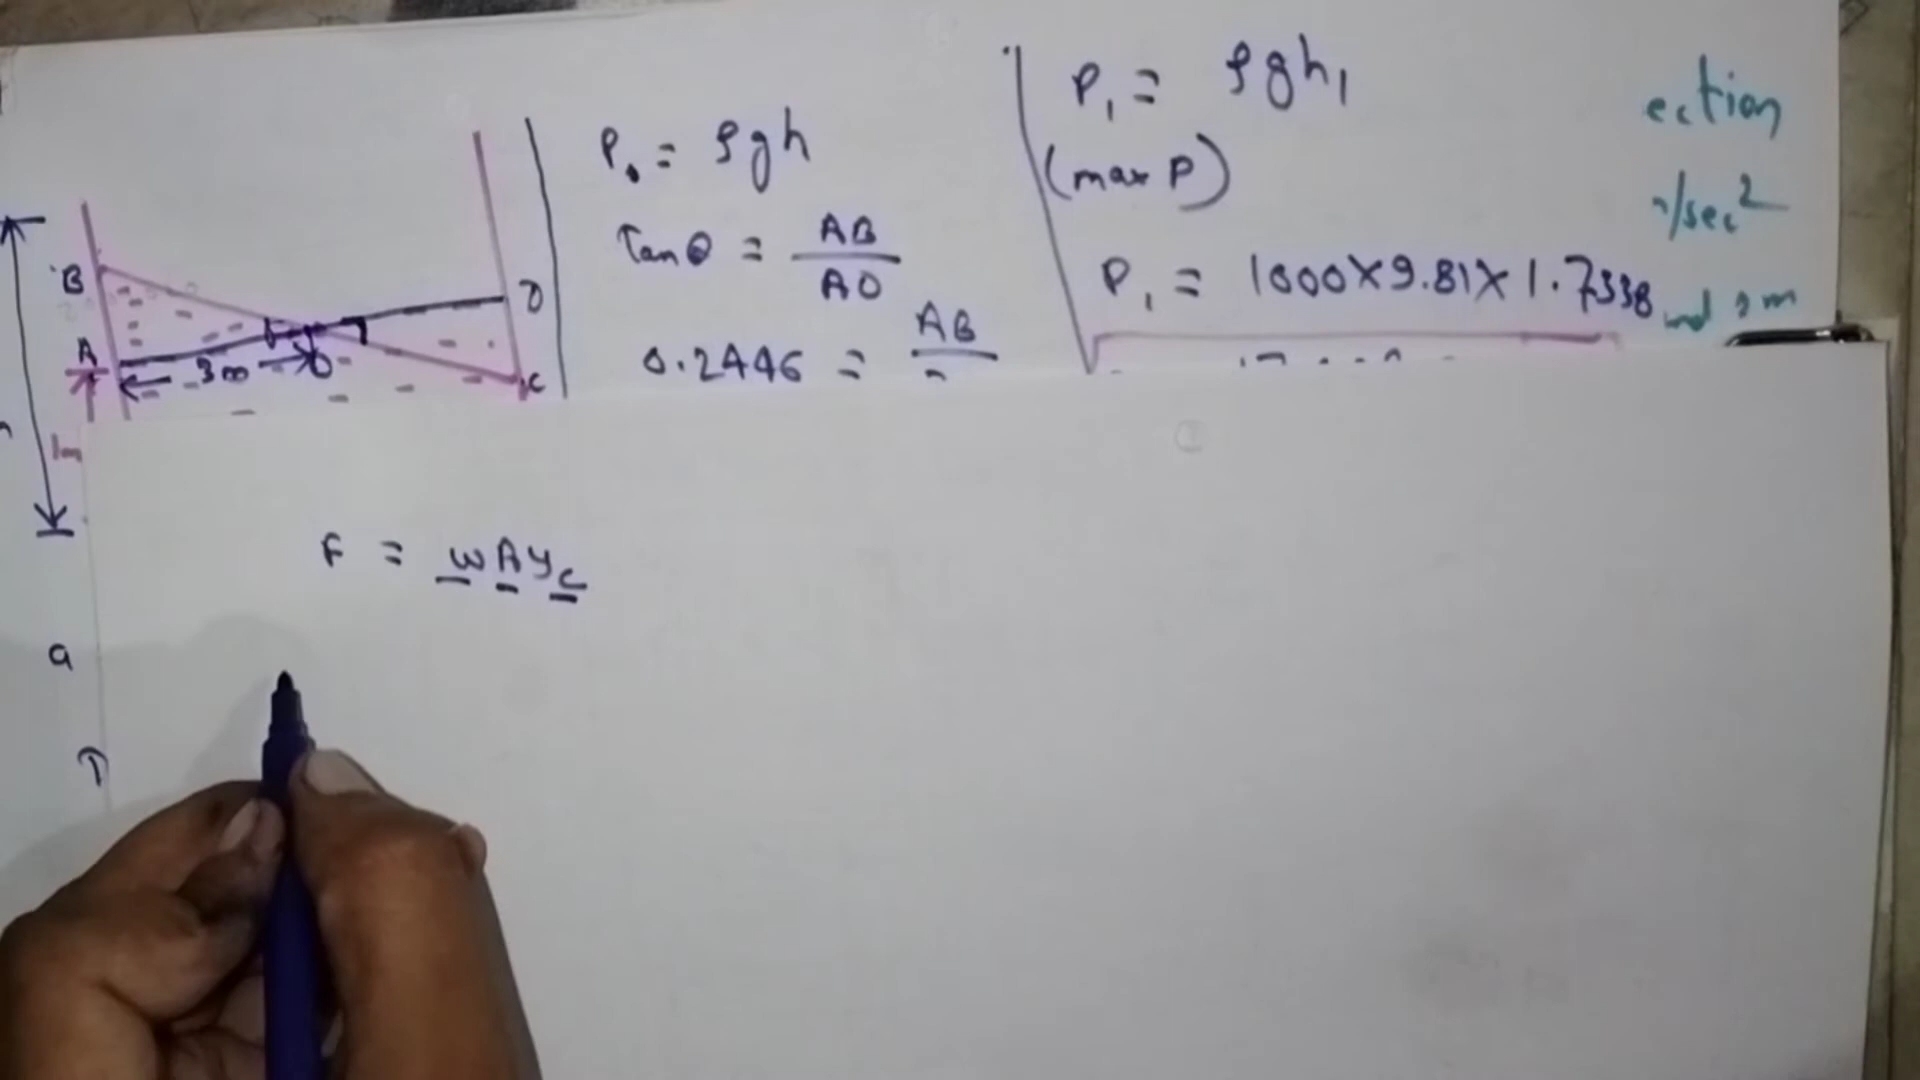 B
A
3m
O
D
C
1m
P. = ρgh
Tanθ = AB / AO
0.2446 = AB
P₁ = ρgh₁
(max P)
P₁ = 1000×9.81×1.7338
ection
/sec²
F = wAy꜀
a